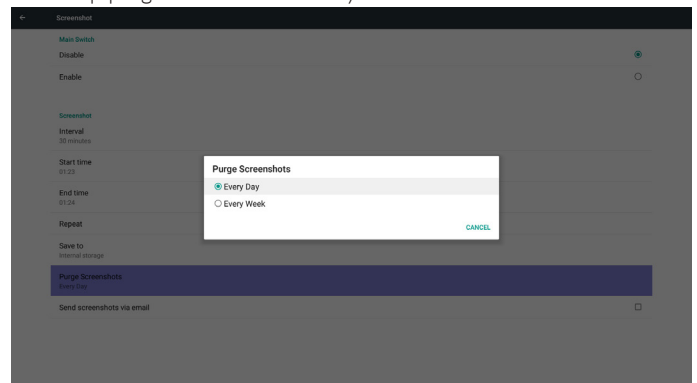 Screenshot
Main Switch
Disable
Enable
Screenshot
Interval
30 minutes
Start time
01:23
End time
01:24
Repeat
Save to
Internal storage
Purge Screenshots
Every Day
Send screenshots via email
Purge Screenshots
Every Day
Every Week
CANCEL